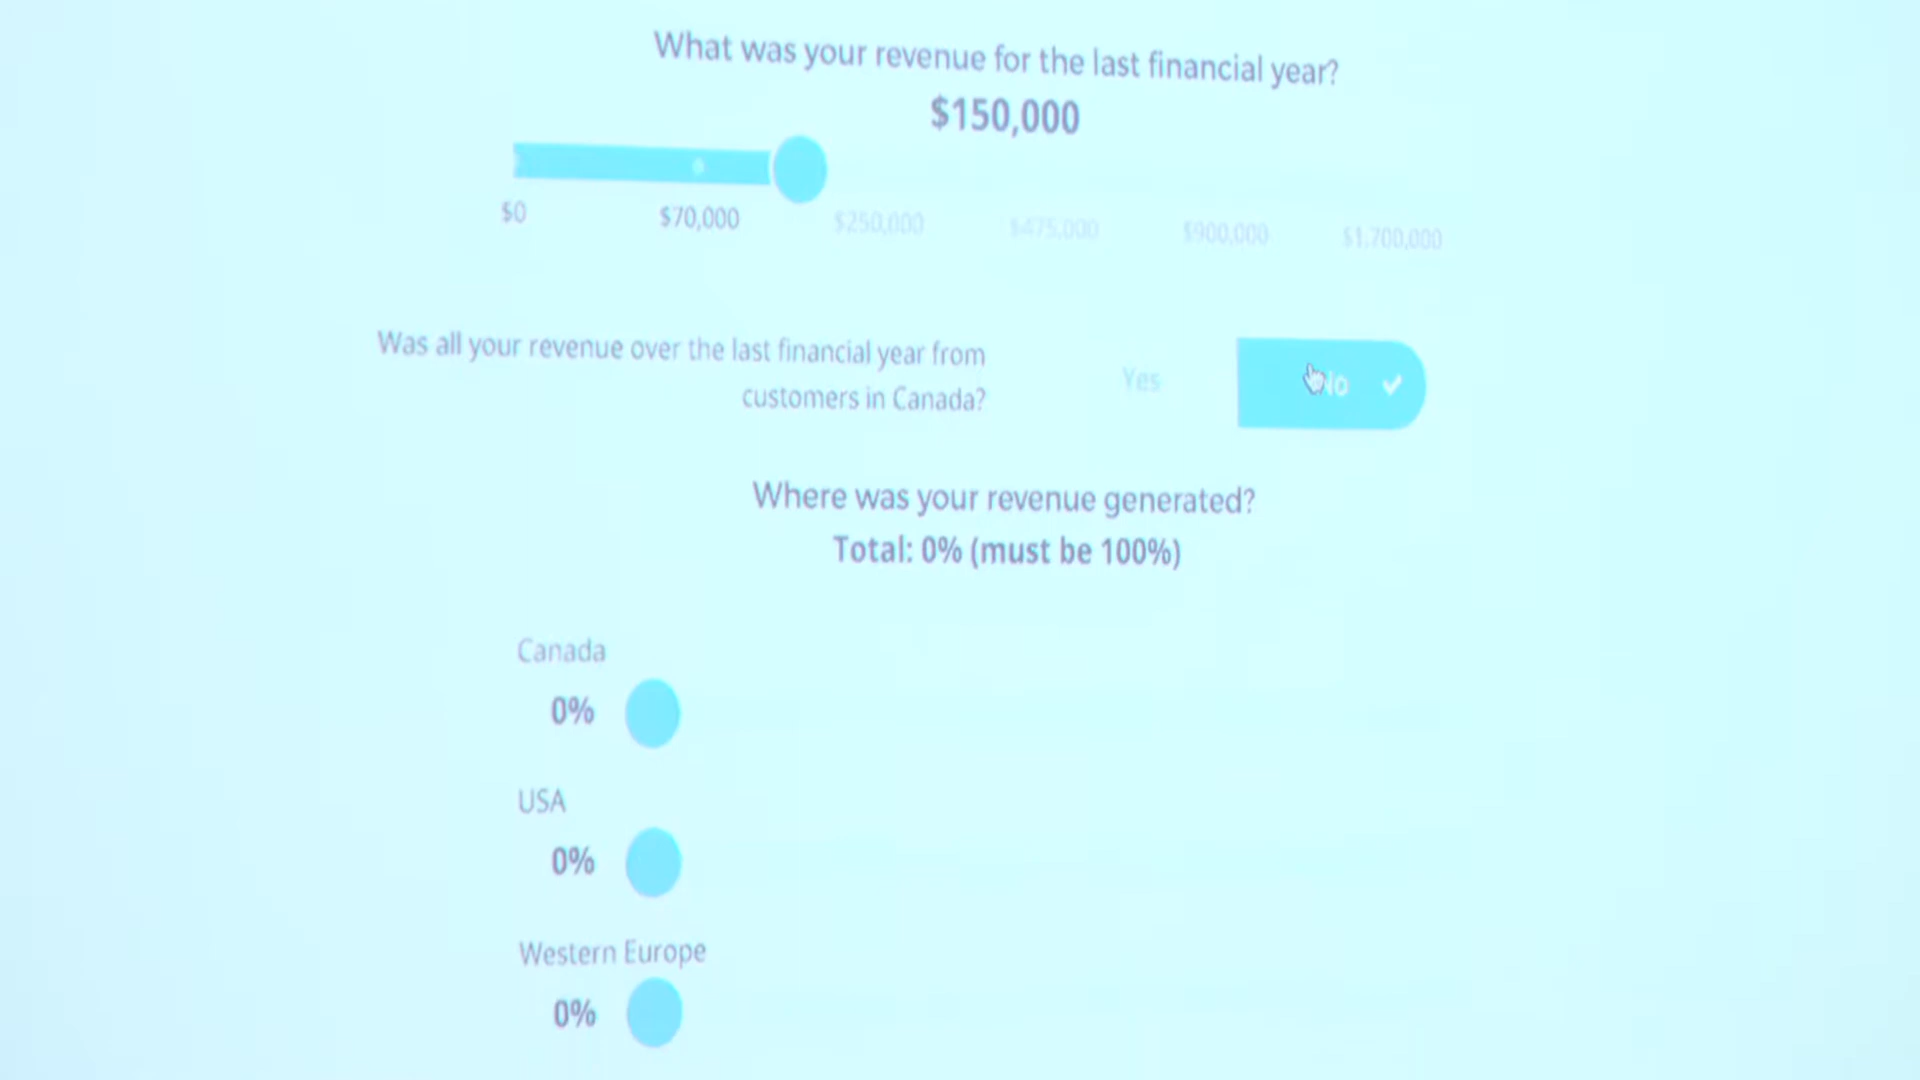 What was your revenue for the last financial year?
$150,000
$0 $70,000 $250,000 $475,000 $900,000 $1,700,000
Was all your revenue over the last financial year from
customers in Canada?
Yes No
Where was your revenue generated?
Total: 0% (must be 100%)
Canada
0%
USA
0%
Western Europe
0%